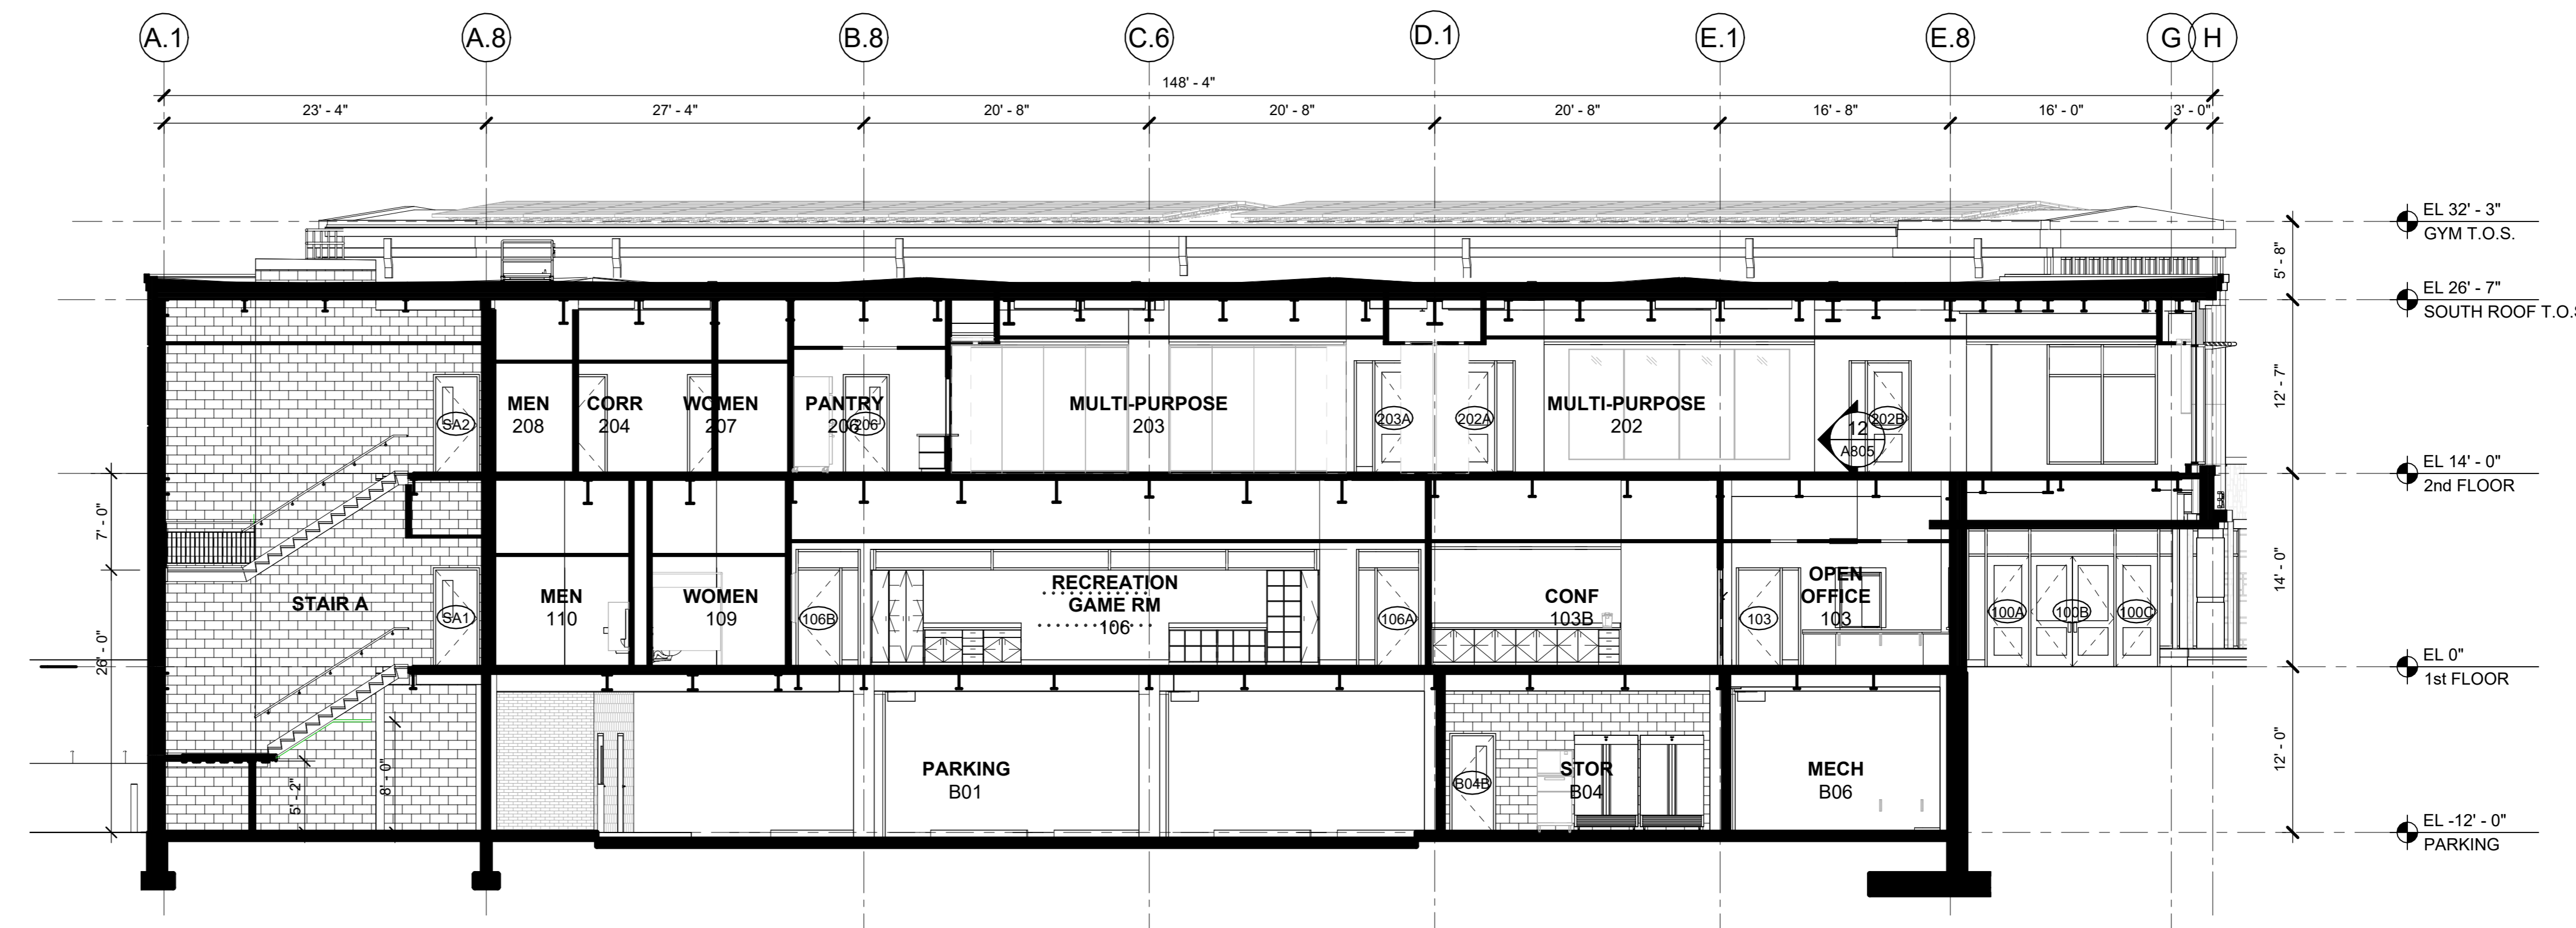 A.1
A.8
B.8
C.6
D.1
E.1
E.8
G
H
148' - 4"
23' - 4"
27' - 4"
20' - 8"
20' - 8"
20' - 8"
16' - 8"
16' - 0"
3' - 0"
EL 32' - 3"
GYM T.O.S.
5' - 8"
EL 26' - 7"
SOUTH ROOF T.O.S
12' - 7"
MEN
208
CORR
204
WOMEN
207
PANTRY
206
206
MULTI-PURPOSE
203
203A
202A
MULTI-PURPOSE
202
12
A805
202B
SA2
EL 14' - 0"
2nd FLOOR
7' - 0"
14' - 0"
STAIR A
SA1
MEN
110
WOMEN
109
106B
RECREATION
GAME RM
106
106A
CONF
103B
103
OPEN
OFFICE
103
100A
100B
100C
26' - 0"
EL 0"
1st FLOOR
12' - 0"
5' - 2"
8' - 0"
PARKING
B01
B04B
STOR
B04
MECH
B06
EL -12' - 0"
PARKING